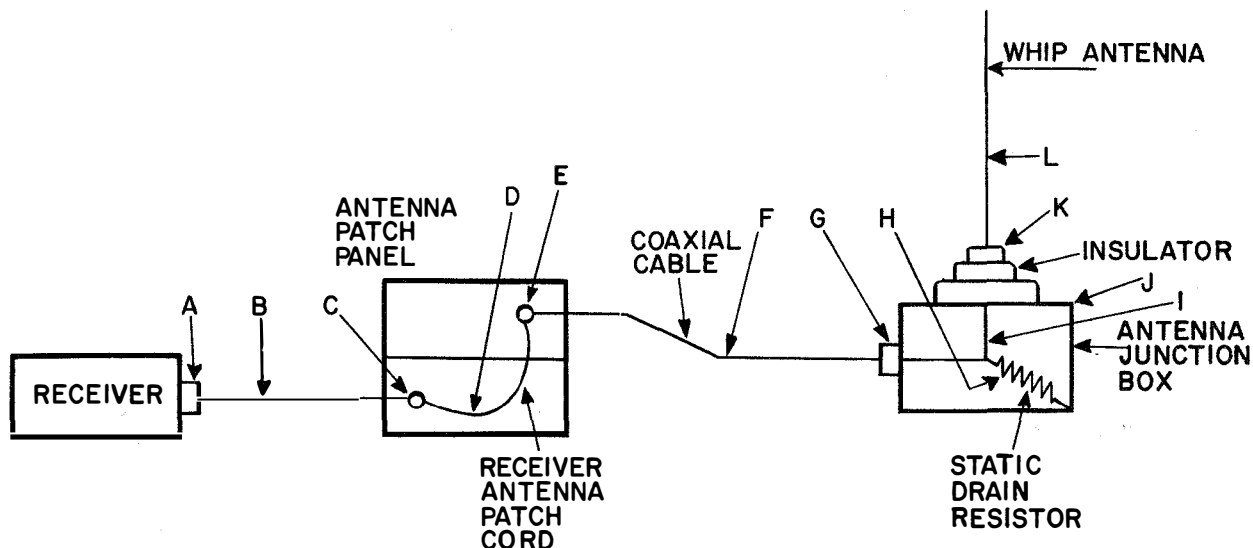 WHIP ANTENNA
L
K
INSULATOR
J
I
ANTENNA
JUNCTION
BOX
E
D
ANTENNA
PATCH
PANEL
COAXIAL
CABLE
F
G
H
A
B
C
RECEIVER
RECEIVER
ANTENNA
PATCH
CORD
STATIC
DRAIN
RESISTOR